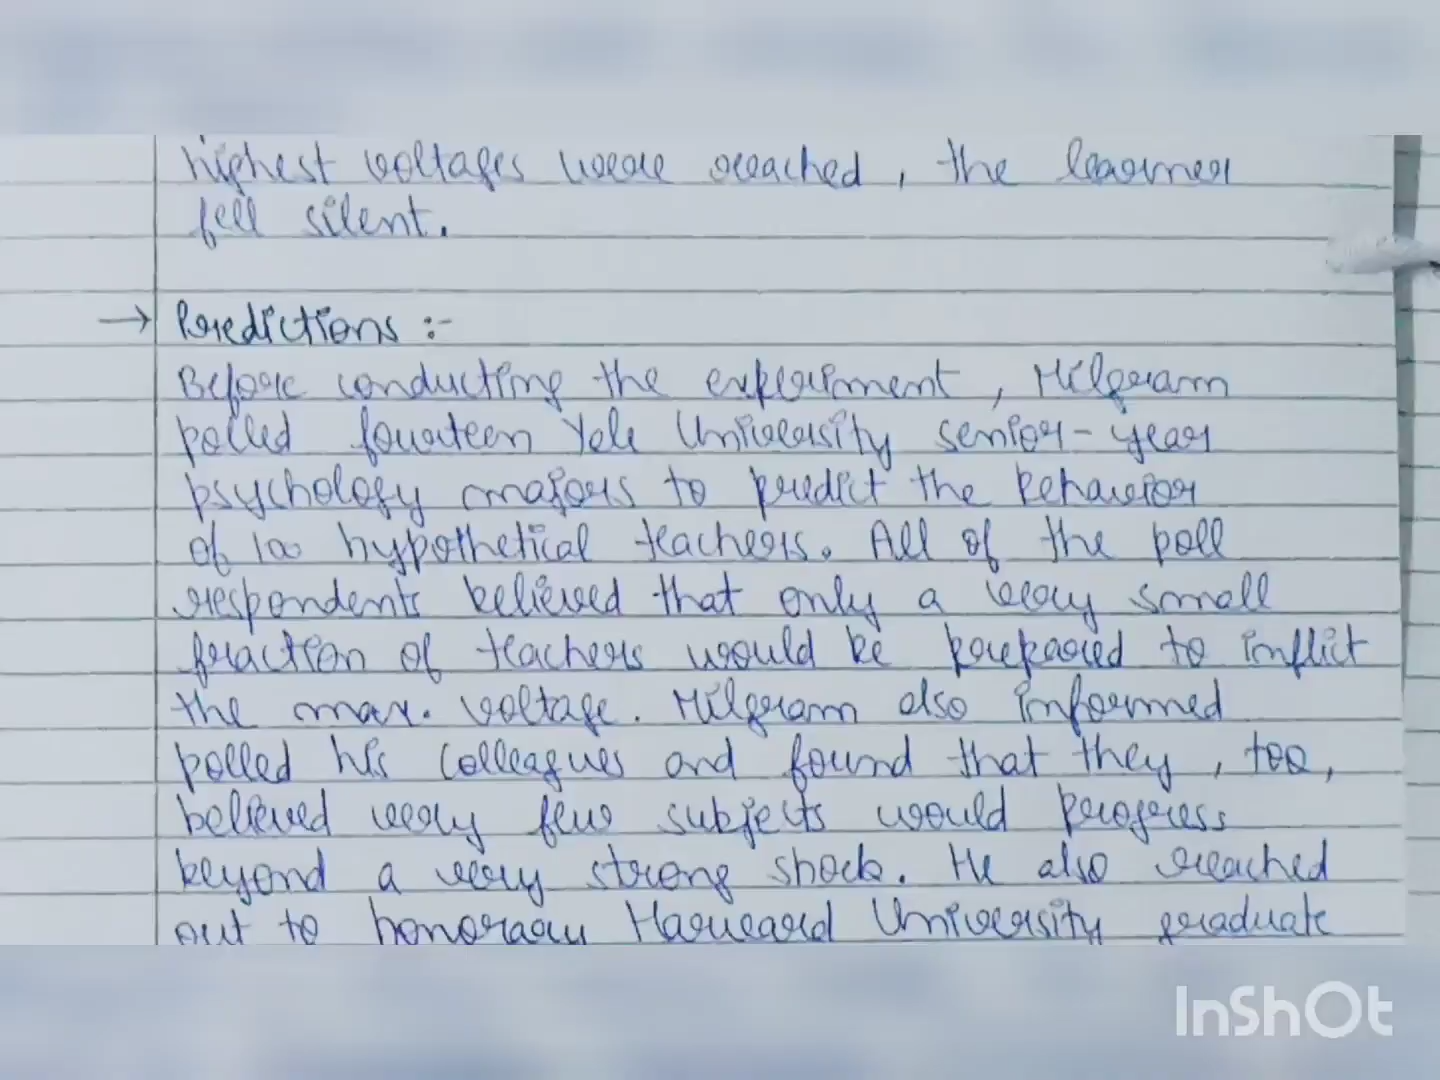 highest voltages were reached, the learner
fell silent.
→ Predictions :-
Before conducting the experiment, Milgram
polled fourteen Yale University senior-year
psychology majors to predict the behavior
of 100 hypothetical teachers. All of the poll
respondents believed that only a very small
fraction of teachers would be prepared to inflict
the max. voltage. Milgram also informed
polled his colleagues and found that they, too,
believed very few subjects would progress
beyond a very strong shock. He also reached
out to honorary Harvard University graduate
InShOt